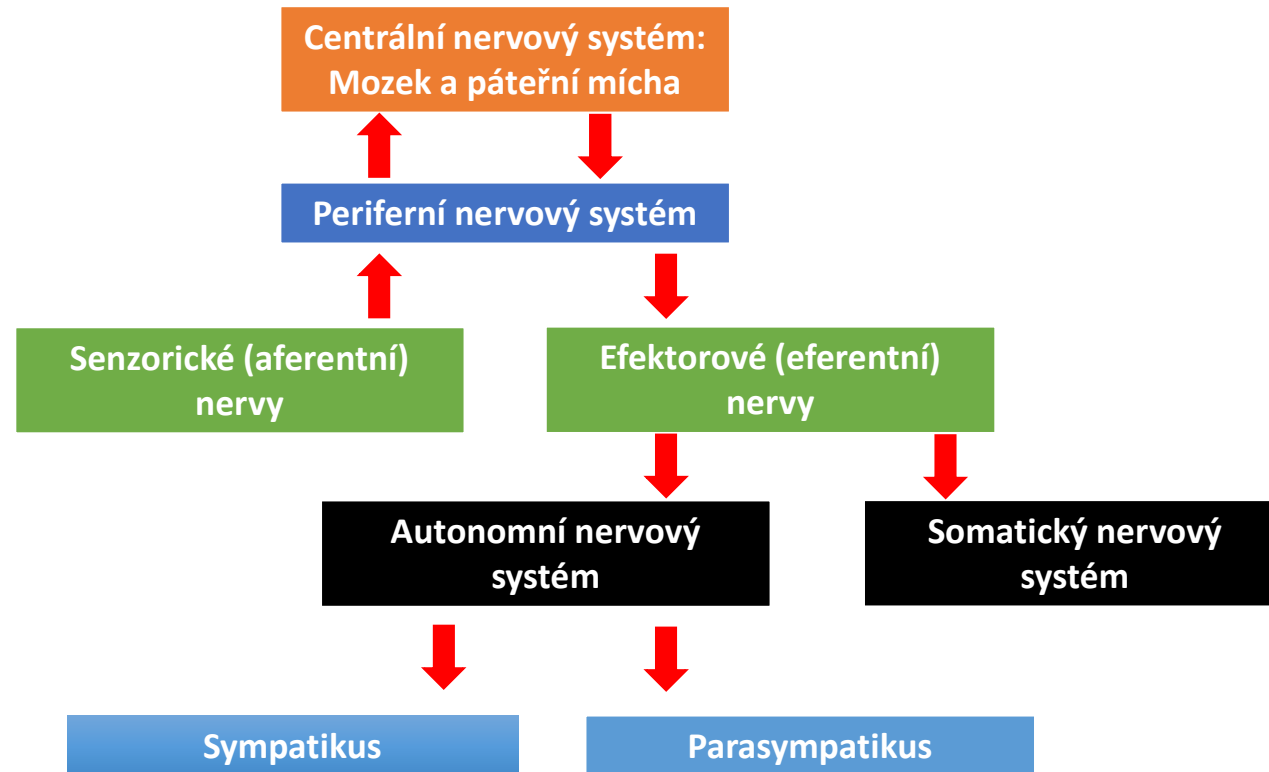 Centrální nervový systém:
Mozek a páteřní mícha
Periferní nervový systém
Senzorické (aferentní)
nervy
Efektorové (eferentní)
nervy
Autonomní nervový
systém
Somatický nervový
systém
Sympatikus
Parasympatikus